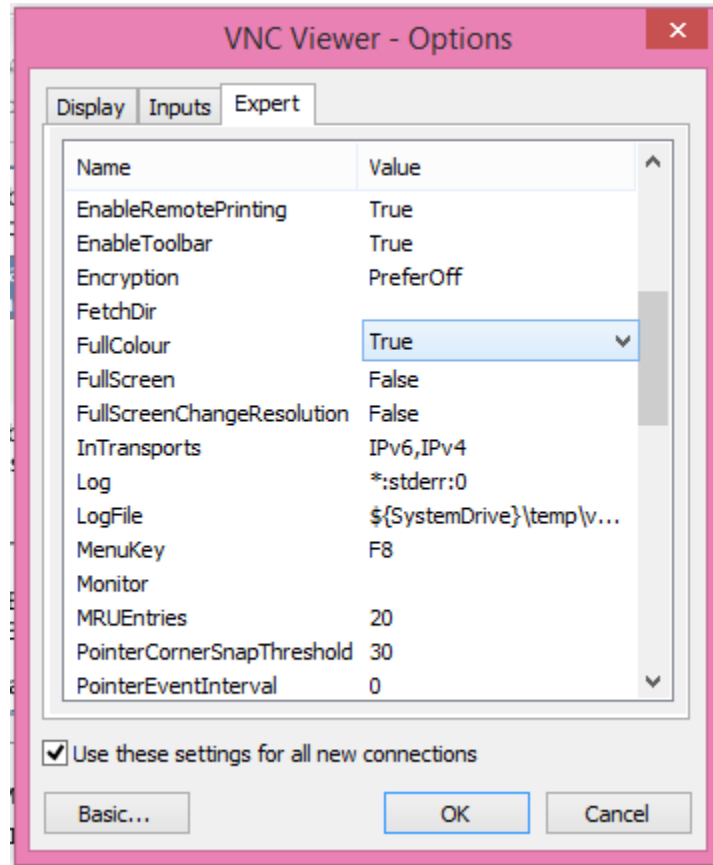 VNC Viewer - Options
Display Inputs Expert
Name Value
EnableRemotePrinting True
EnableToolbar True
Encryption PreferOff
FetchDir
FullColour True
FullScreen False
FullScreenChangeResolution False
InTransports IPv6,IPv4
Log *:stderr:0
LogFile ${SystemDrive}\temp\v...
MenuKey F8
Monitor
MRUEntries 20
PointerCornerSnapThreshold 30
PointerEventInterval 0
Use these settings for all new connections
Basic... OK Cancel